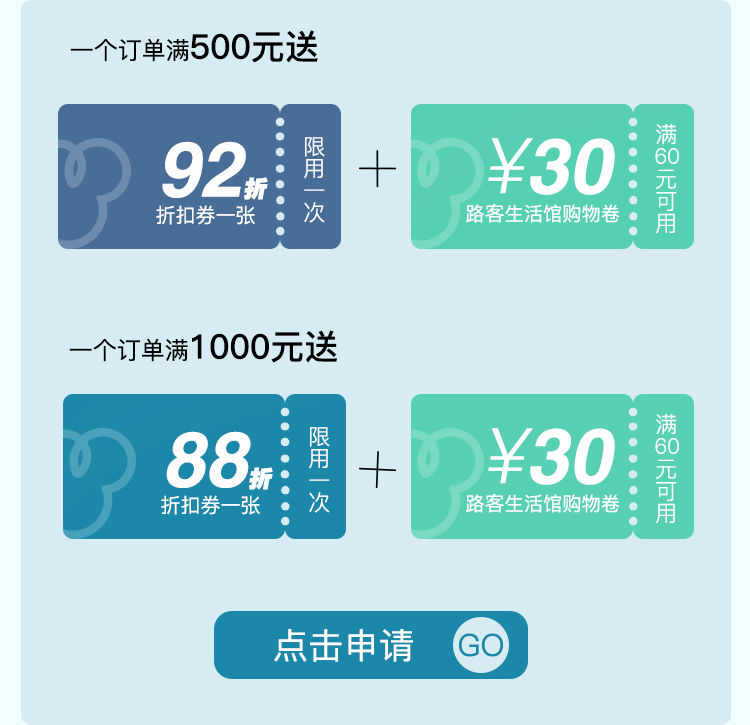 一个订单满500元送
92折
折扣券一张
限用一次
+
¥30
路客生活馆购物卷
满60元可用
一个订单满1000元送
88折
折扣券一张
限用一次
+
¥30
路客生活馆购物卷
满60元可用
点击申请 GO